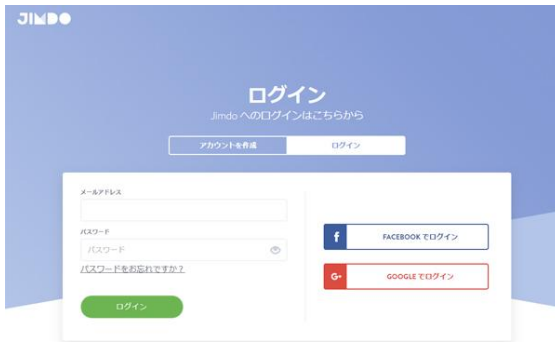 JIMDO
ログイン
Jimdo へのログインはこちらから
アカウントを作成
ログイン
メールアドレス
パスワード
パスワード
パスワードをお忘れですか？
ログイン
f
FACEBOOK でログイン
G+
GOOGLE でログイン